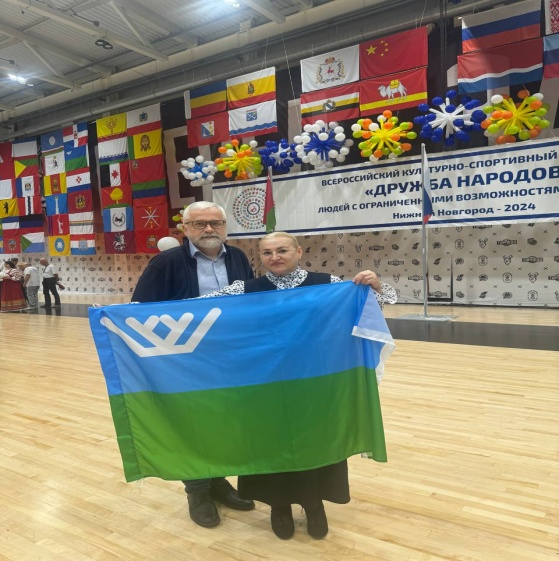 ВСЕРОССИЙСКИЙ КУЛЬТУРНО-СПОРТИВНЫЙ
«ДРУЖБА НАРОДОВ
ЛЮДЕЙ С ОГРАНИЧЕННЫМИ ВОЗМОЖНОСТЯМИ
Нижний Новгород - 2024